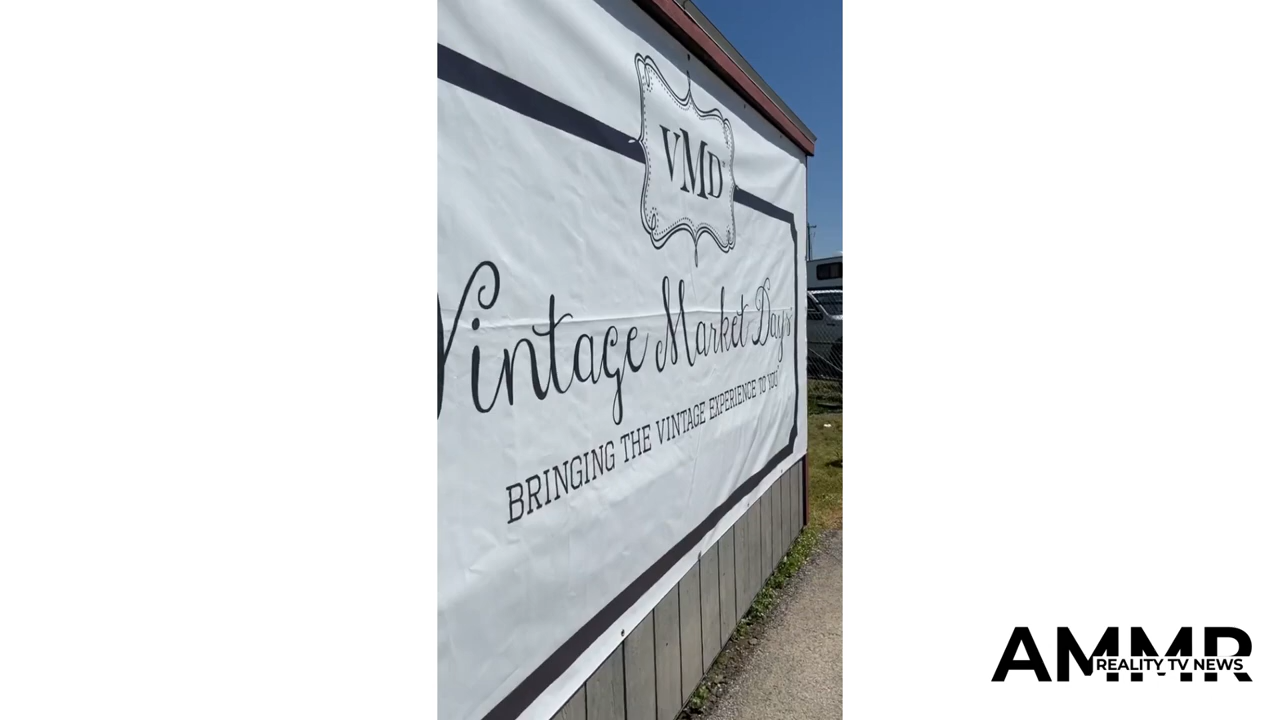 VMD
Vintage Market Days
BRINGING THE VINTAGE EXPERIENCE TO YOU
AMMR
REALITY TV NEWS